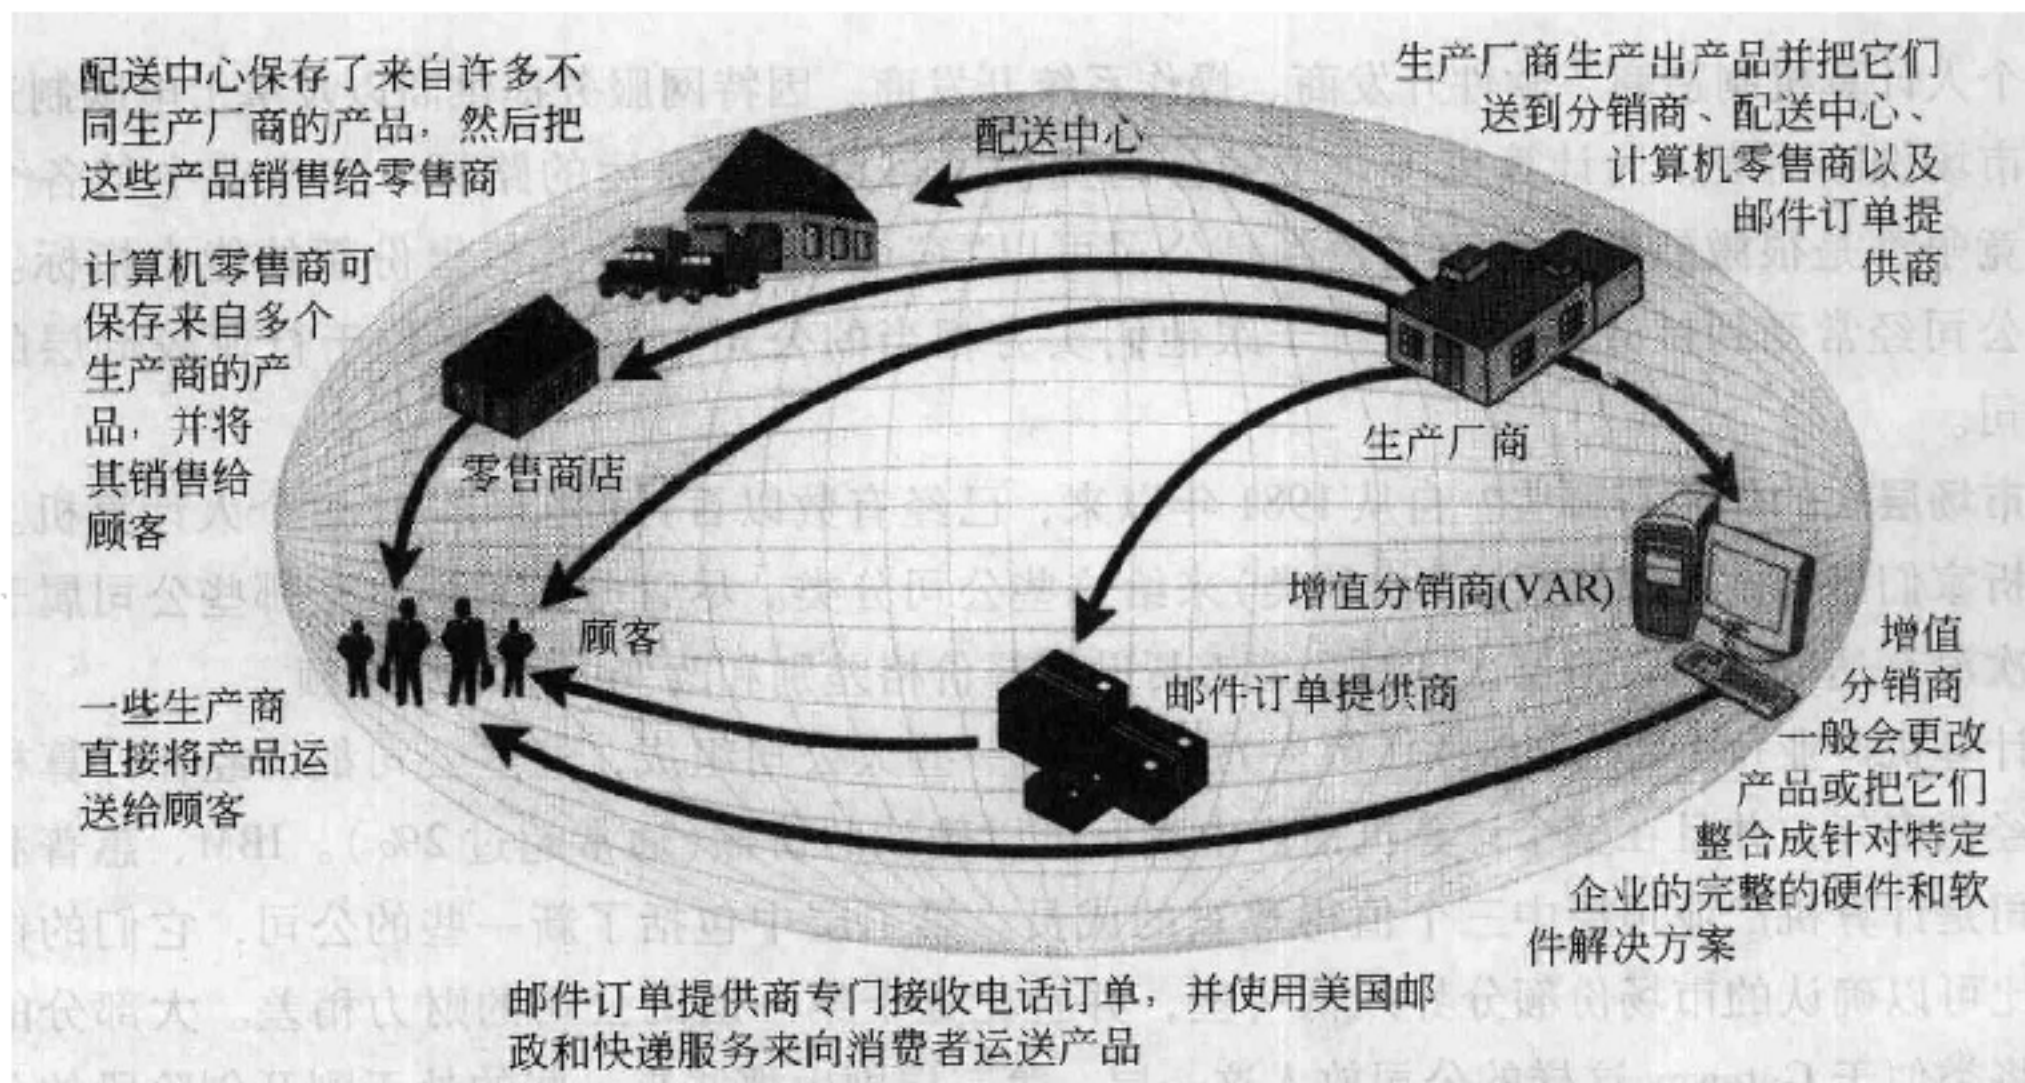 配送中心保存了来自许多不
同生产厂商的产品，然后把
这些产品销售给零售商
生产厂商生产出产品并把它们
送到分销商、配送中心、
计算机零售商以及
邮件订单提
供商
配送中心
计算机零售商可
保存来自多个
生产商的产
品，并将
其销售给
顾客
零售商店
生产厂商
增值分销商(VAR)
顾客
邮件订单提供商
一些生产商
直接将产品运
送给顾客
增值
分销商
一般会更改
产品或把它们
整合成针对特定
企业的完整的硬件和软
件解决方案
邮件订单提供商专门接收电话订单，并使用美国邮
政和快递服务来向消费者运送产品